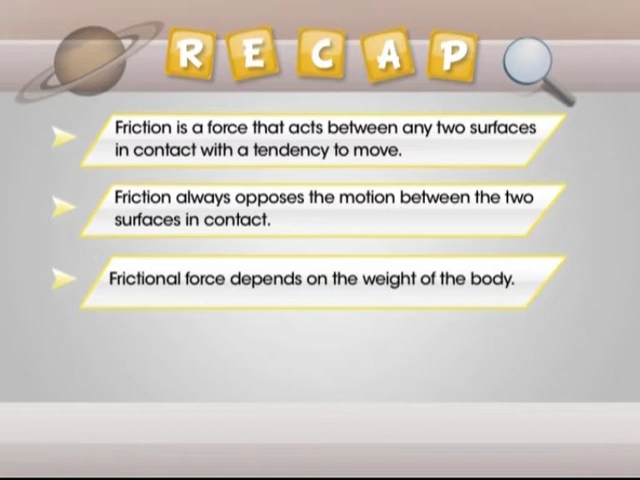 RECAP
Friction is a force that acts between any two surfaces
in contact with a tendency to move.
Friction always opposes the motion between the two
surfaces in contact.
Frictional force depends on the weight of the body.